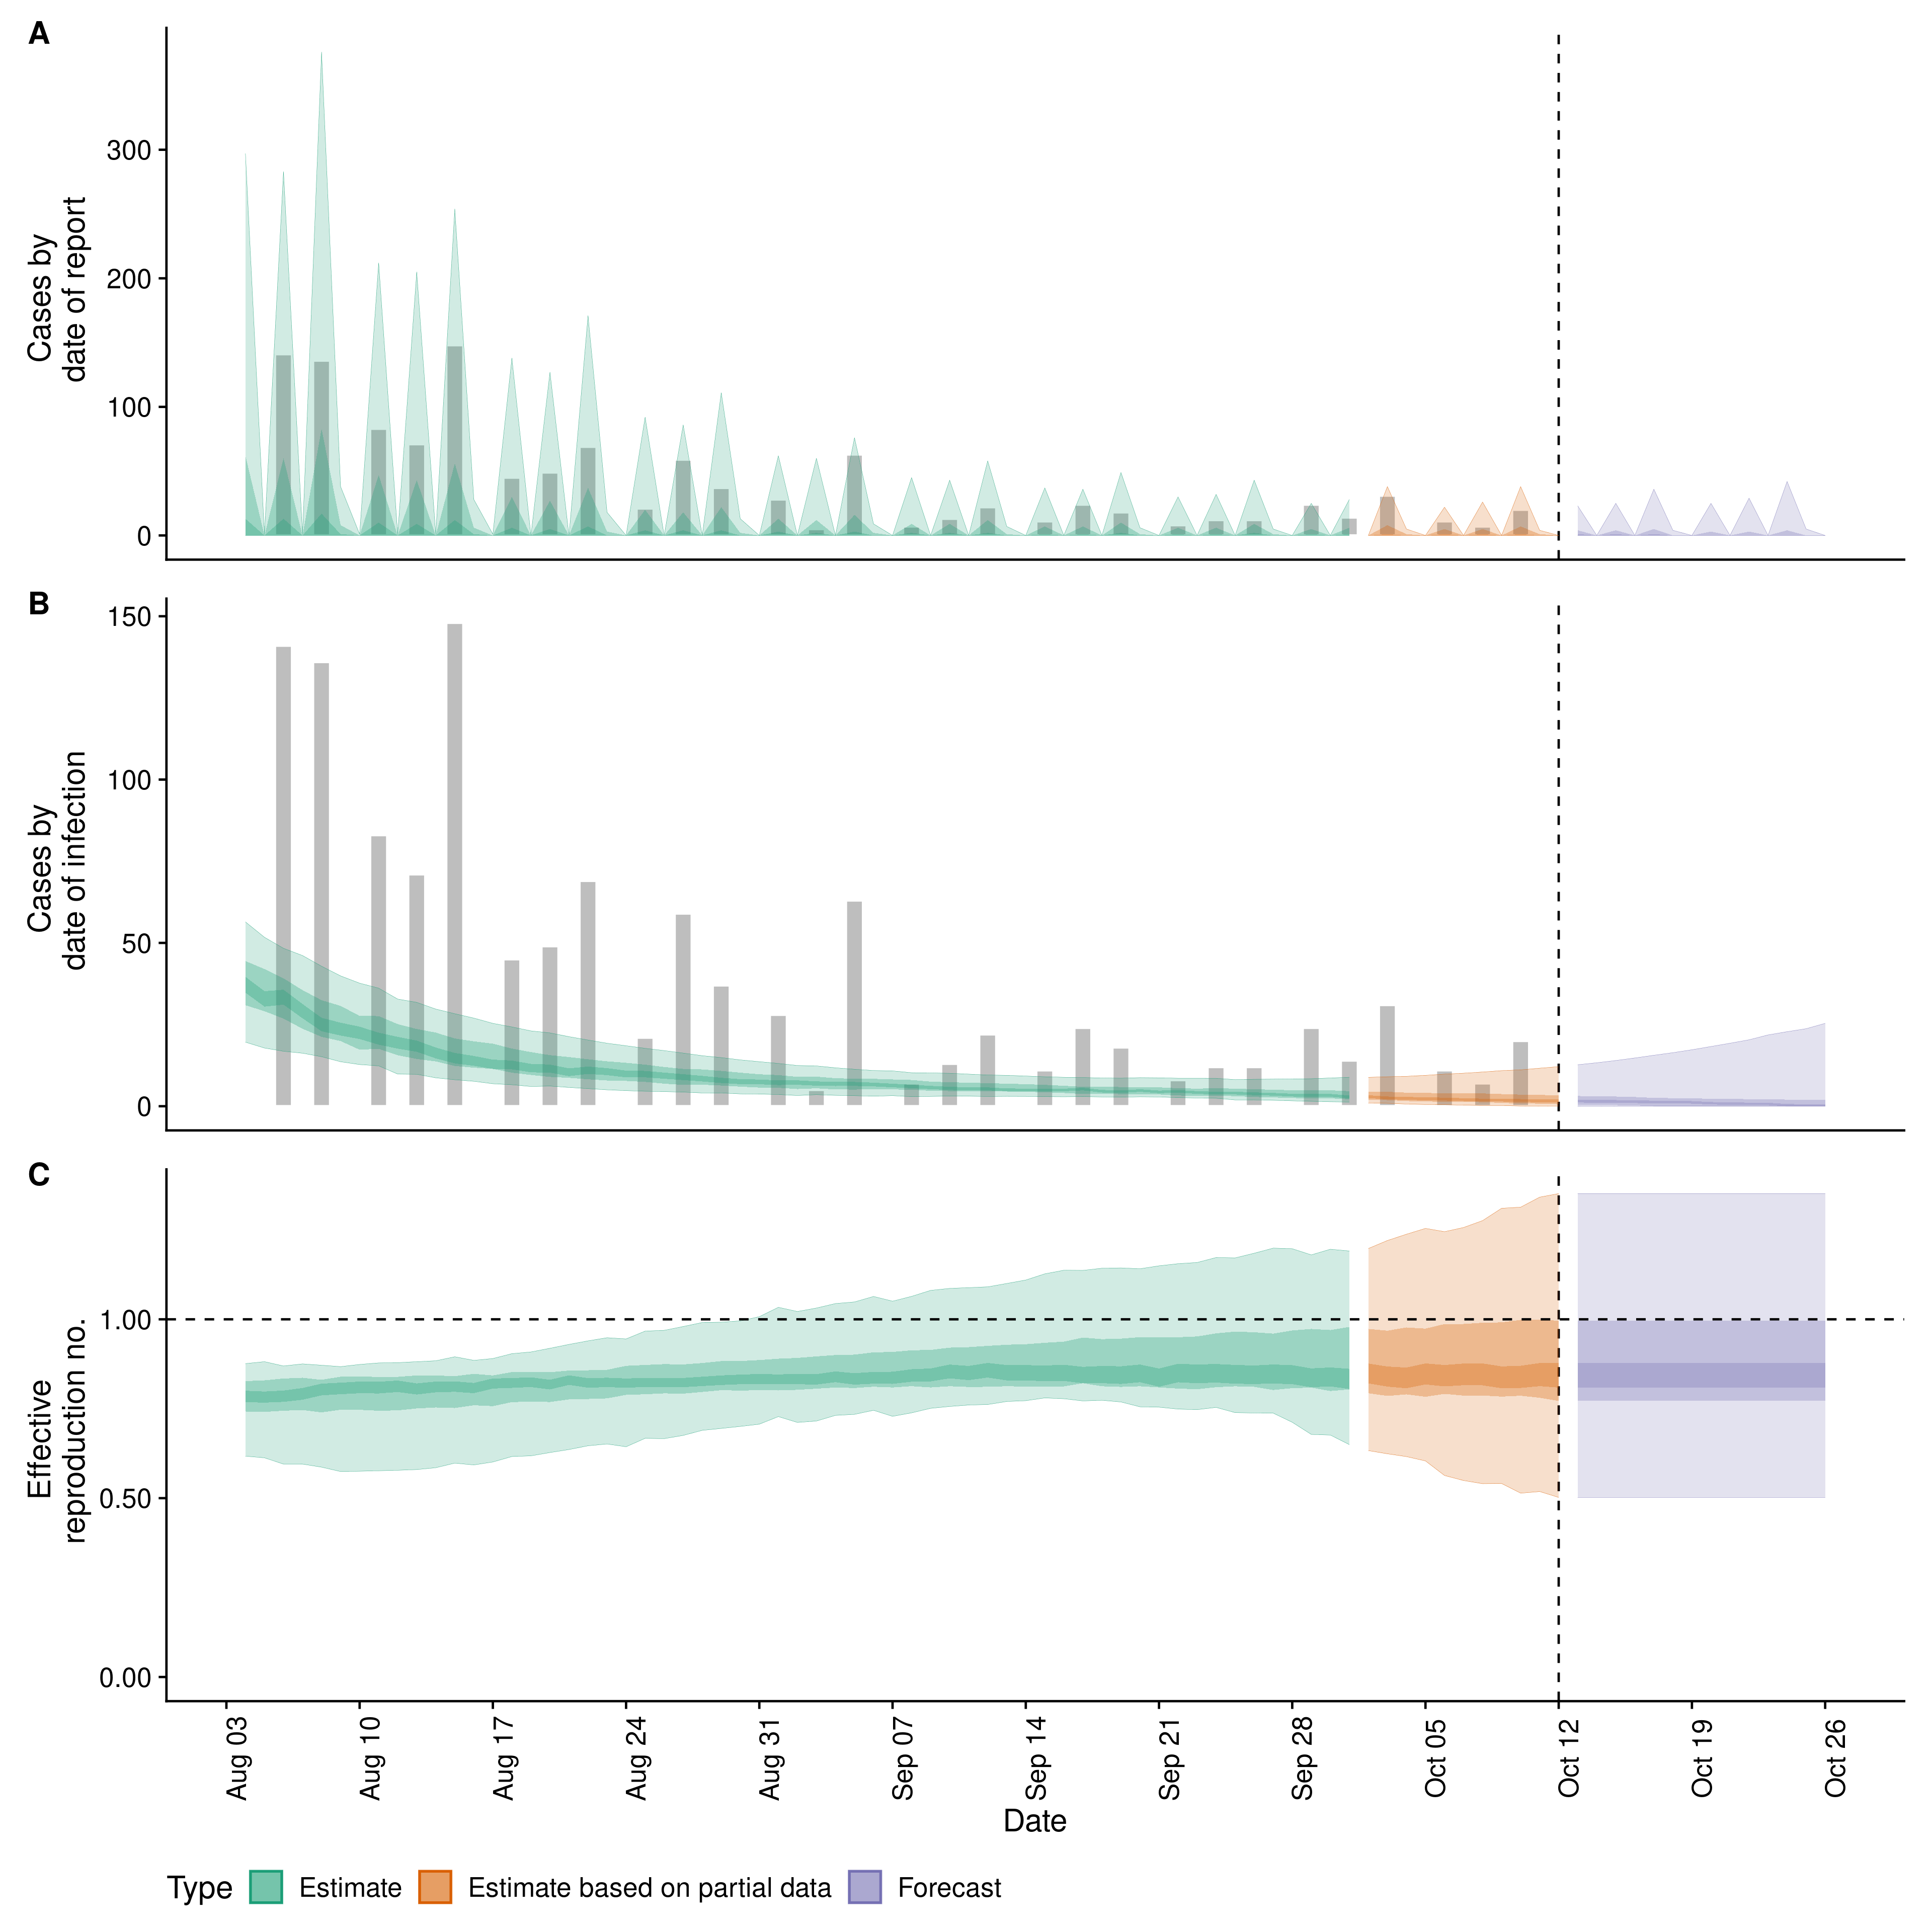 A
Cases by
date of report
300
200
100
0
B
Cases by
date of infection
150
100
50
0
C
Effective
reproduction no.
1.00
0.50
0.00
Aug 03
Aug 10
Aug 17
Aug 24
Aug 31
Sep 07
Sep 14
Sep 21
Sep 28
Oct 05
Oct 12
Oct 19
Oct 26
Date
Type Estimate Estimate based on partial data Forecast